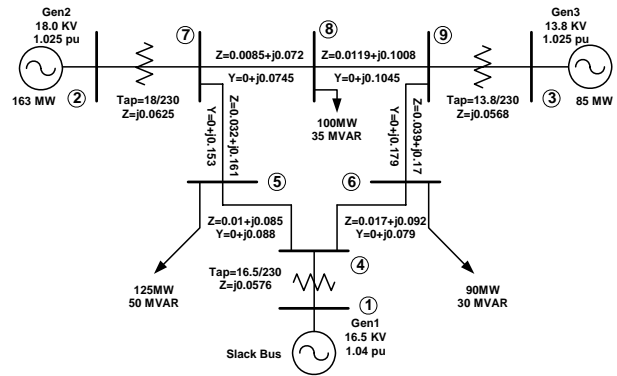 Gen2
18.0 KV
1.025 pu
163 MW
②
Tap=18/230
Z=j0.0625
⑦
Z=0.0085+j0.072
Y=0+j0.0745
⑧
100MW
35 MVAR
Z=0.0119+j0.1008
Y=0+j0.1045
⑨
Tap=13.8/230
Z=j0.0568
③
Gen3
13.8 KV
1.025 pu
85 MW
Z=0.032+j0.161
Y=0+j0.153
Z=0.039+j0.17
Y=0+j0.179
⑤
⑥
Z=0.01+j0.085
Y=0+j0.088
Z=0.017+j0.092
Y=0+j0.079
125MW
50 MVAR
④
90MW
30 MVAR
Tap=16.5/230
Z=j0.0576
①
Gen1
16.5 KV
1.04 pu
Slack Bus